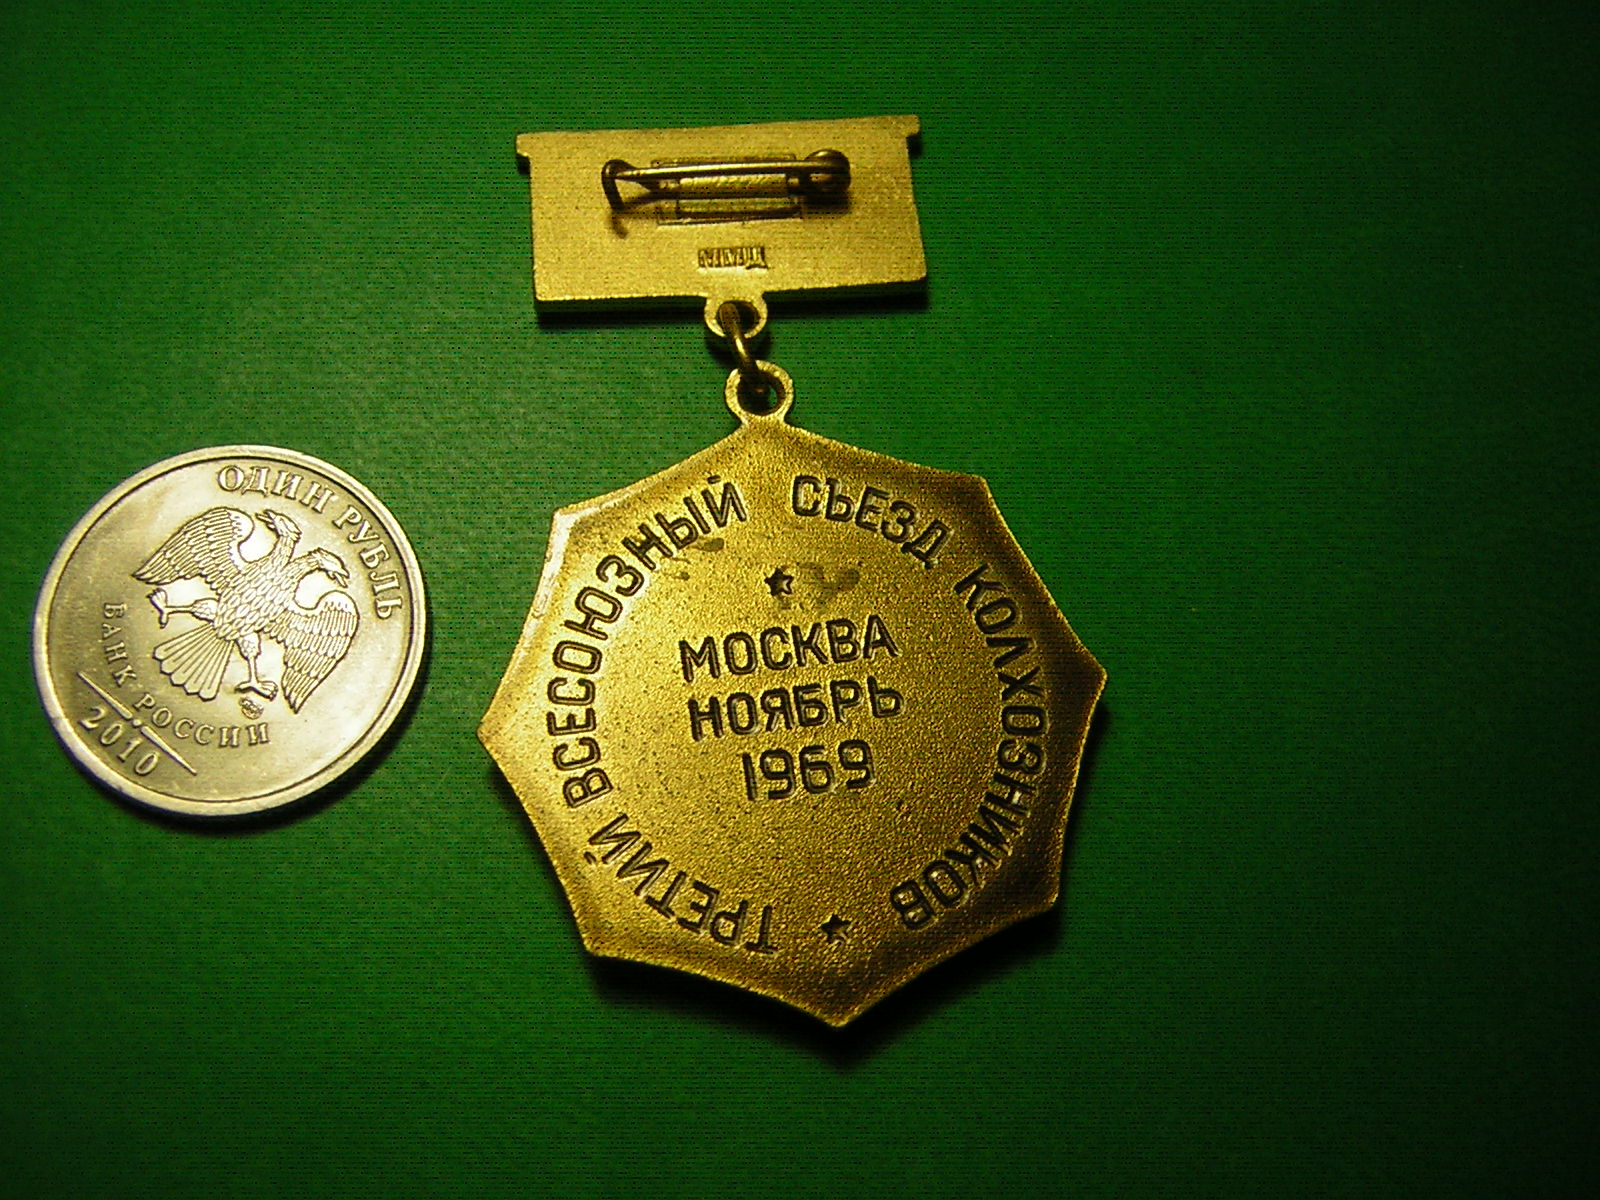 ОДИН РУБЛЬ
БАНК РОССИИ
2010
ТРЕТИЙ ВСЕСОЮЗНЫЙ СЪЕЗД КОЛХОЗНИКОВ
МОСКВА
НОЯБРЬ
1969